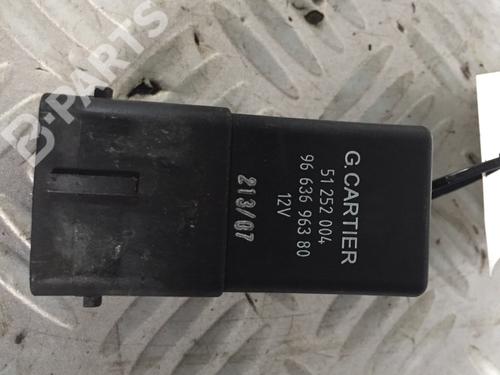 B-PARTS
G.CARTIER
51 252 004
96 636 963 80
12V
213/07